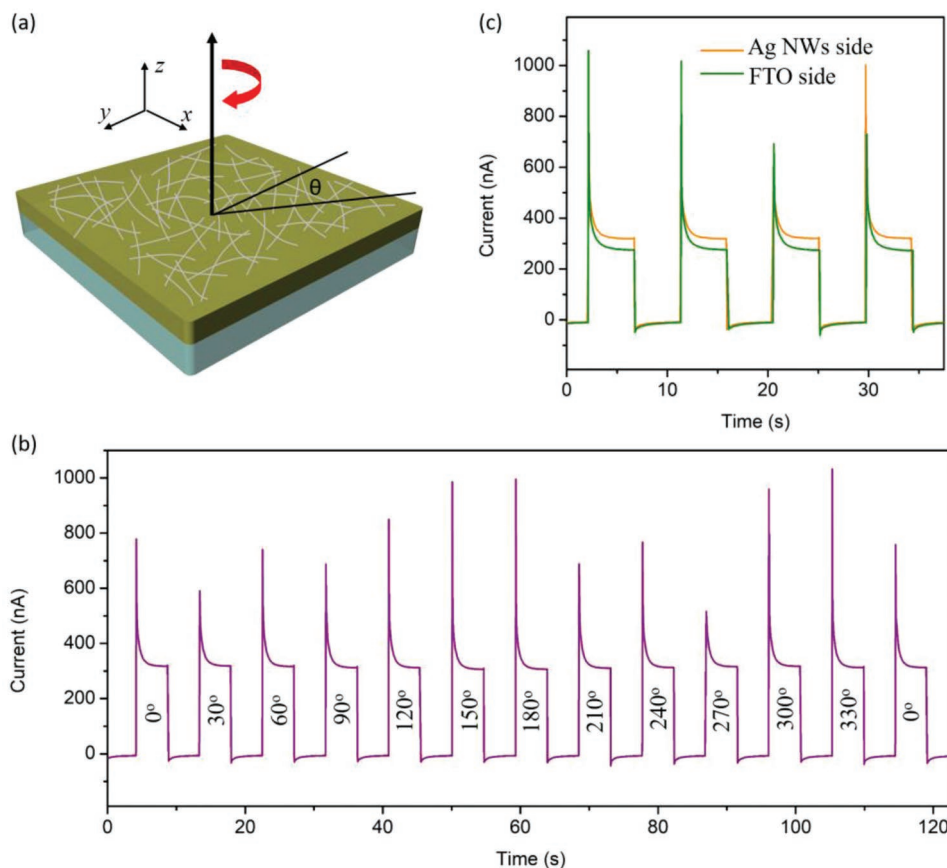 (a)
z
y
x
θ
(c)
Ag NWs side
FTO side
1000
800
600
400
200
0
Current (nA)
0
10
20
30
Time (s)
(b)
1000
800
600
400
200
0
Current (nA)
0°
30°
60°
90°
120°
150°
180°
210°
240°
270°
300°
330°
0°
0
20
40
60
80
100
120
Time (s)